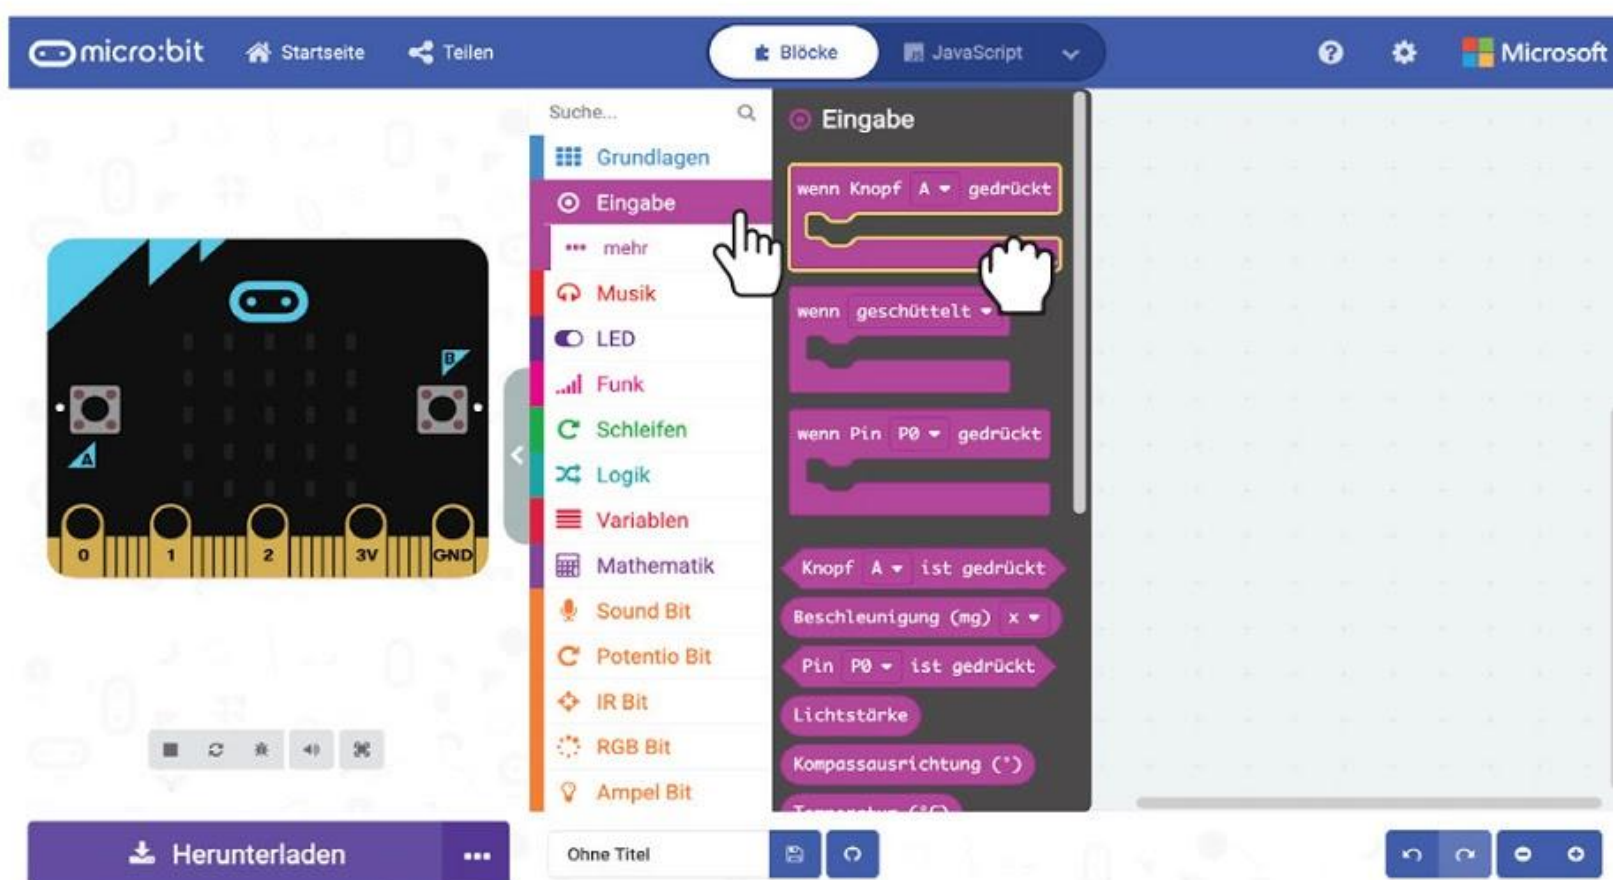 micro:bit
Startseite
Teilen
Blöcke
JavaScript
Microsoft
Suche...
Grundlagen
Eingabe
mehr
Musik
LED
Funk
Schleifen
Logik
Variablen
Mathematik
Sound Bit
Potentio Bit
IR Bit
RGB Bit
Ampel Bit
Eingabe
wenn Knopf A gedrückt
wenn geschüttelt
wenn Pin P0 gedrückt
Knopf A ist gedrückt
Beschleunigung (mg) x
Pin P0 ist gedrückt
Lichtstärke
Kompassausrichtung (°)
B
A
0 1 2 3V GND
Herunterladen
Ohne Titel